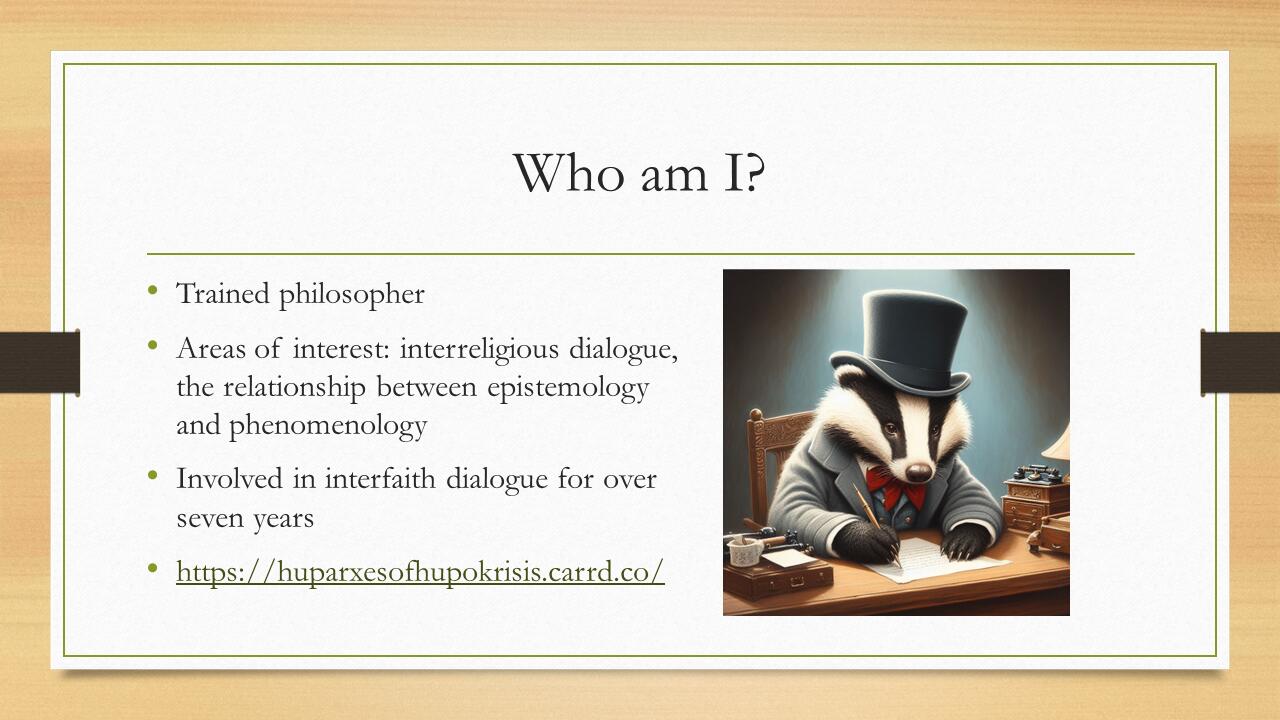 Who am I?
• Trained philosopher
• Areas of interest: interreligious dialogue,
the relationship between epistemology
and phenomenology
• Involved in interfaith dialogue for over
seven years
• https://huparxesofhupokrisis.carrd.co/